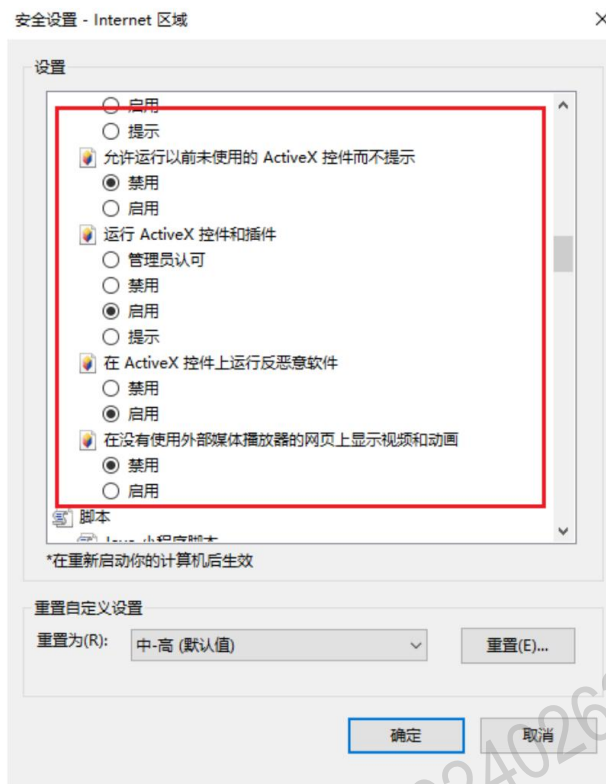 安全设置 - Internet 区域
设置
启用
提示
允许运行以前未使用的 ActiveX 控件而不提示
禁用
启用
运行 ActiveX 控件和插件
管理员认可
禁用
启用
提示
在 ActiveX 控件上运行反恶意软件
禁用
启用
在没有使用外部媒体播放器的网页上显示视频和动画
禁用
启用
脚本
Java 小程序脚本
*在重新启动你的计算机后生效
重置自定义设置
重置为(R):
中-高 (默认值)
重置(E)...
确定
取消